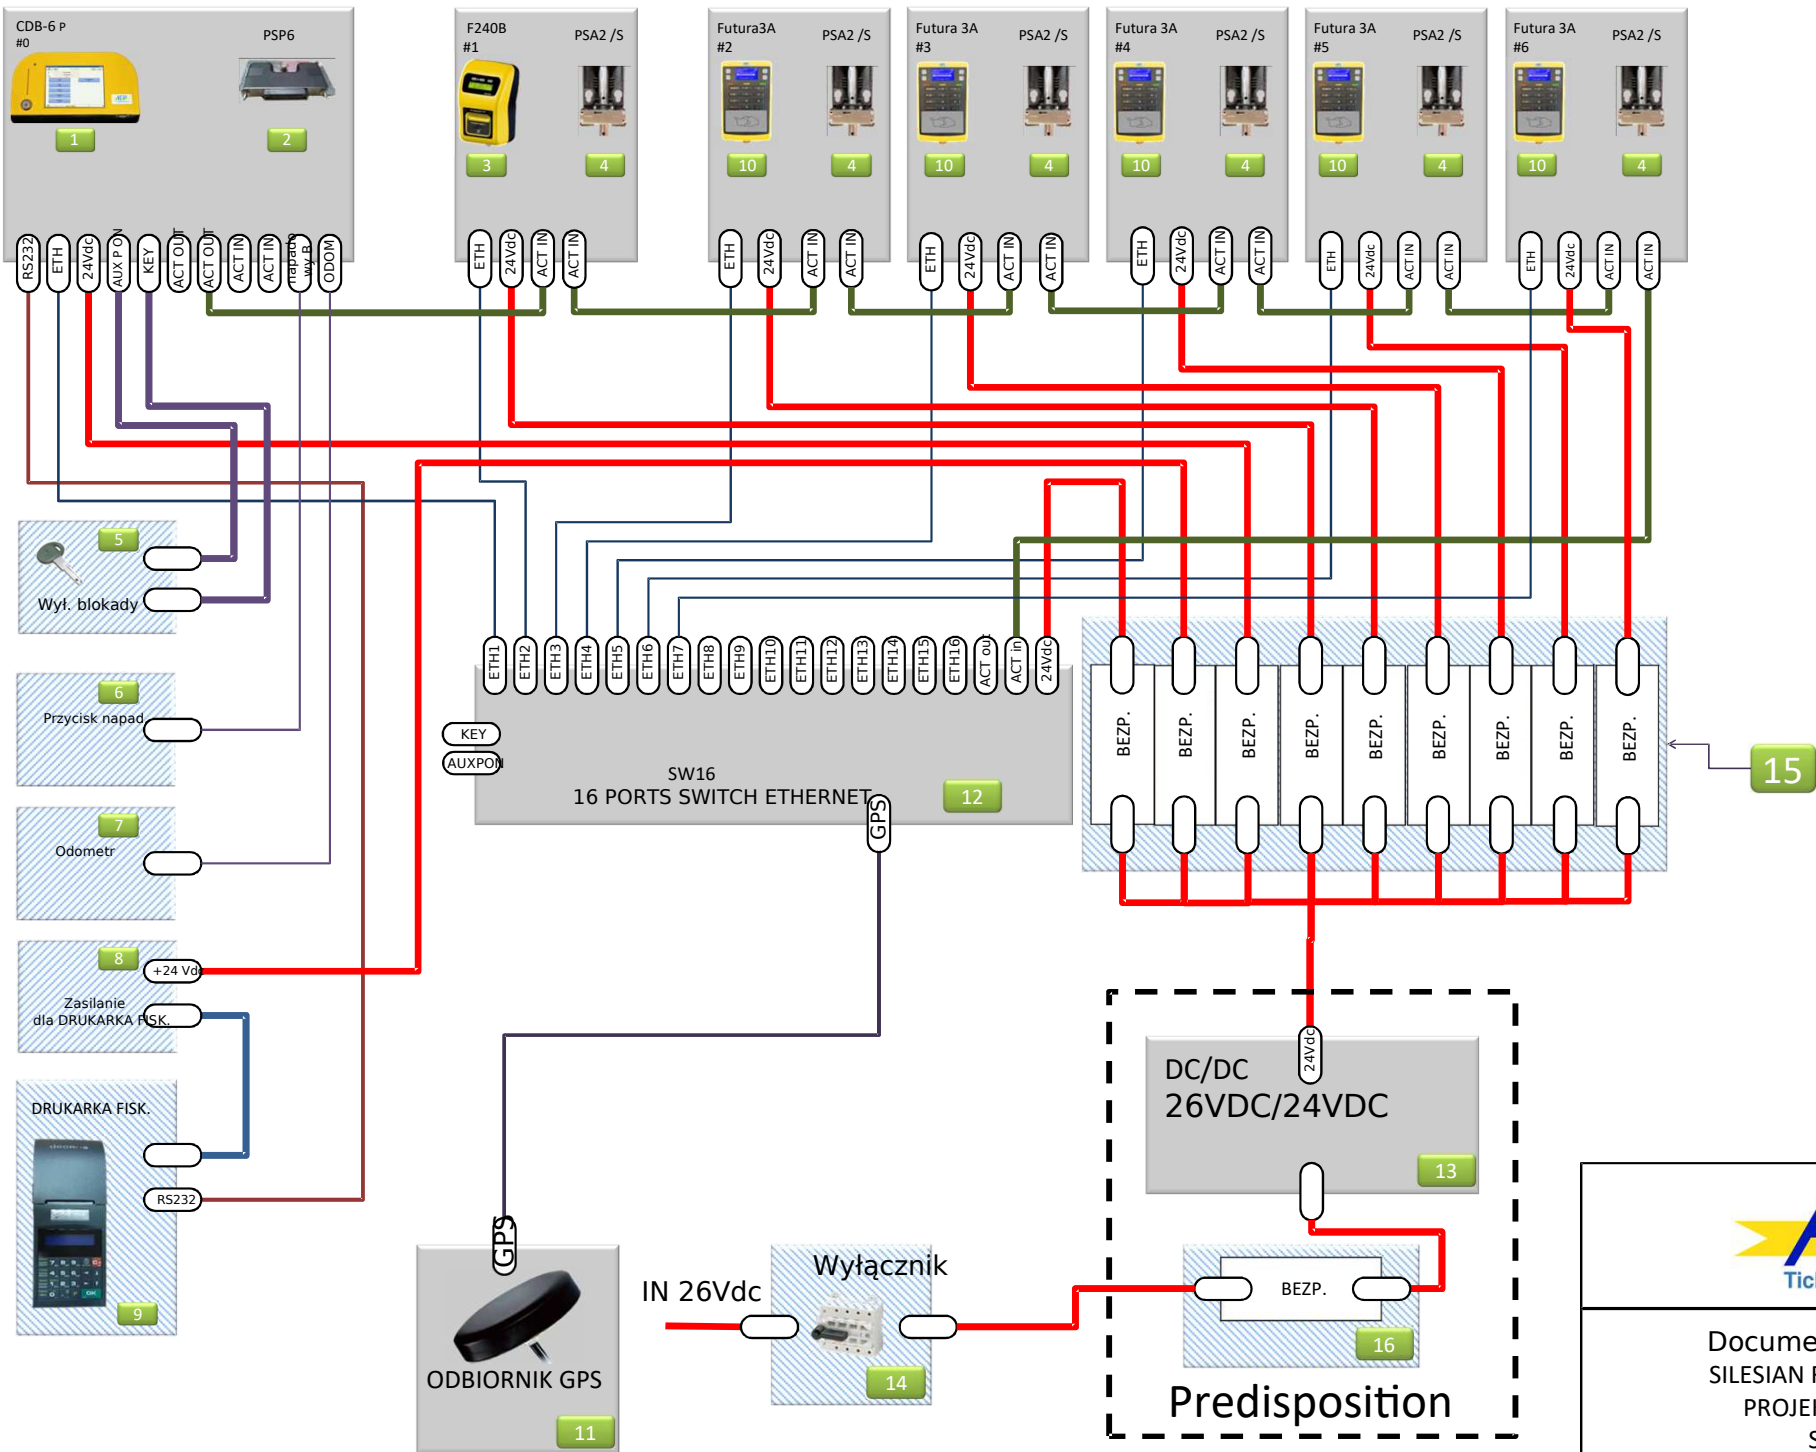 CDB-6 P
#0
PSP6
1
2
F240B
#1
PSA2 /S
3
4
Futura3A
#2
PSA2 /S
10
4
Futura 3A
#3
PSA2 /S
10
4
Futura 3A
#4
PSA2 /S
10
4
Futura 3A
#5
PSA2 /S
10
4
Futura 3A
#6
PSA2 /S
10
4
RS232
ETH
24Vdc
AUX P ON
KEY
ACT OUT
ACT OUT
ACT IN
ACT IN
napado
wy B
ODOM
ETH
24Vdc
ACT IN
ACT IN
ETH
24Vdc
ACT IN
ACT IN
ETH
24Vdc
ACT IN
ACT IN
ETH
24Vdc
ACT IN
ACT IN
ETH
24Vdc
ACT IN
ACT IN
ETH
24Vdc
ACT IN
ACT IN
5
Wył. blokady
6
Przycisk napad.
7
Odometr
8
+24 Vdc
Zasilanie
dla DRUKARKA FISK.
DRUKARKA FISK.
RS232
9
ETH1
ETH2
ETH3
ETH4
ETH5
ETH6
ETH7
ETH8
ETH9
ETH10
ETH11
ETH12
ETH13
ETH14
ETH15
ETH16
ACT out
ACT in
24Vdc
KEY
AUXPON
SW16
16 PORTS SWITCH ETHERNET
12
GPS
BEZP.
BEZP.
BEZP.
BEZP.
BEZP.
BEZP.
BEZP.
BEZP.
BEZP.
15
24Vdc
DC/DC
26VDC/24VDC
13
GPS
ODBIORNIK GPS
11
IN 26Vdc
Wyłącznik
14
BEZP.
16
Predisposition
Tic
Docume
SILESIAN
PROJE
S